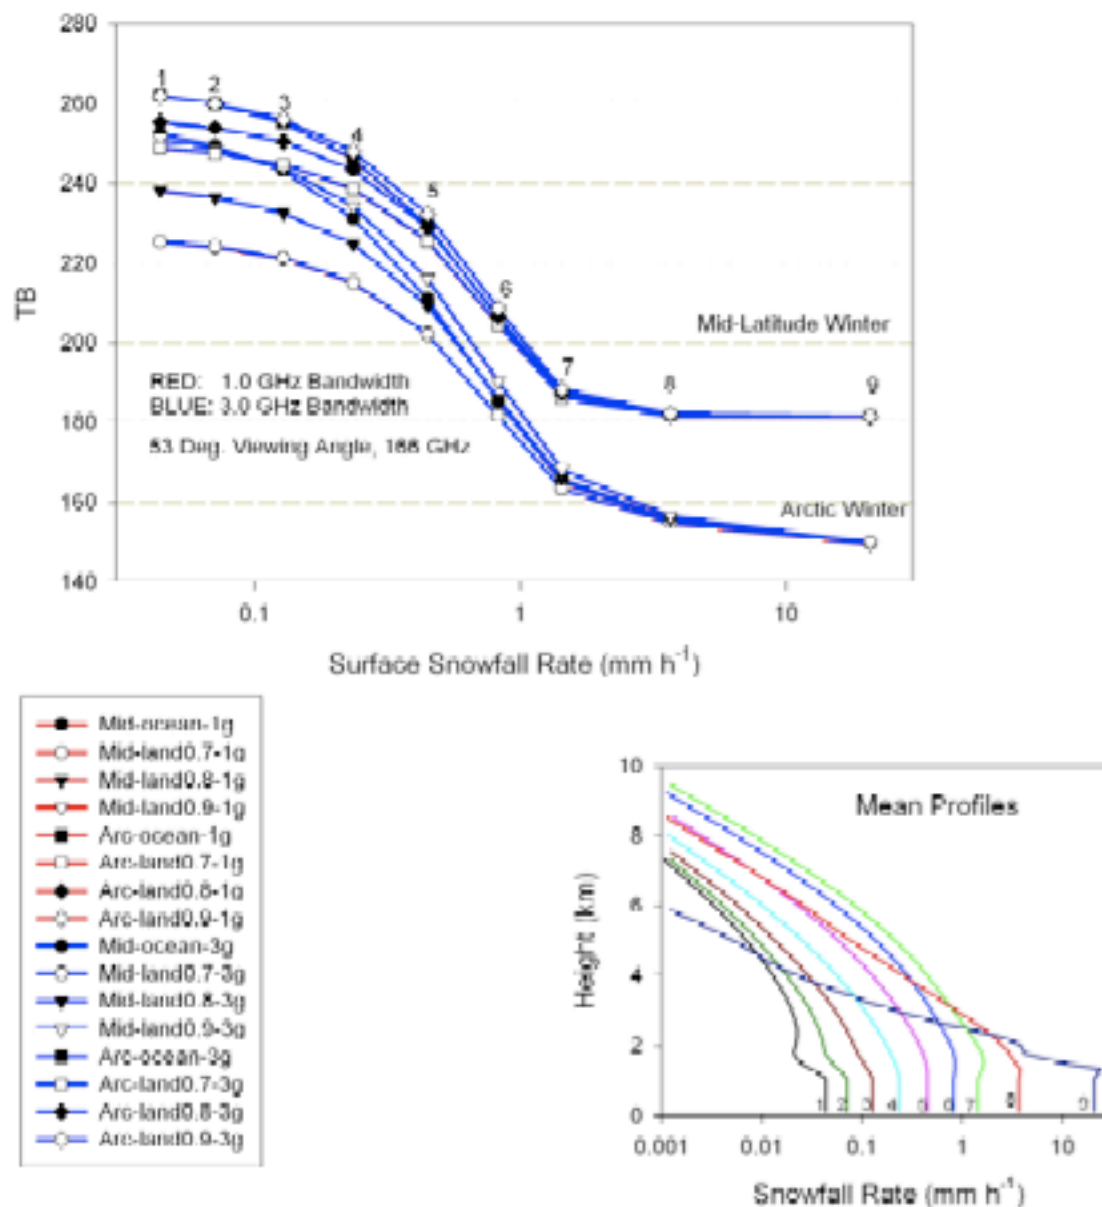 280
260
240
220
200
180
160
140
TB
1
2
3
4
5
6
7
8
9
Mid-Latitude Winter
RED: 1.0 GHz Bandwidth
BLUE: 3.0 GHz Bandwidth
53 Deg. Viewing Angle, 166 GHz
Arctic Winter
0.1
1
10
Surface Snowfall Rate (mm h-1)
Mid-ocean-1g
Mid-land0.7-1g
Mid-land0.8-1g
Mid-land0.9-1g
Arc-ocean-1g
Arc-land0.7-1g
Arc-land0.8-1g
Arc-land0.9-1g
Mid-ocean-3g
Mid-land0.7-3g
Mid-land0.8-3g
Mid-land0.9-3g
Arc-ocean-3g
Arc-land0.7-3g
Arc-land0.8-3g
Arc-land0.9-3g
Mean Profiles
10
8
6
4
2
0
Height (km)
1
2
3
4
5
6
7
8
9
0.001
0.01
0.1
1
10
Snowfall Rate (mm h-1)